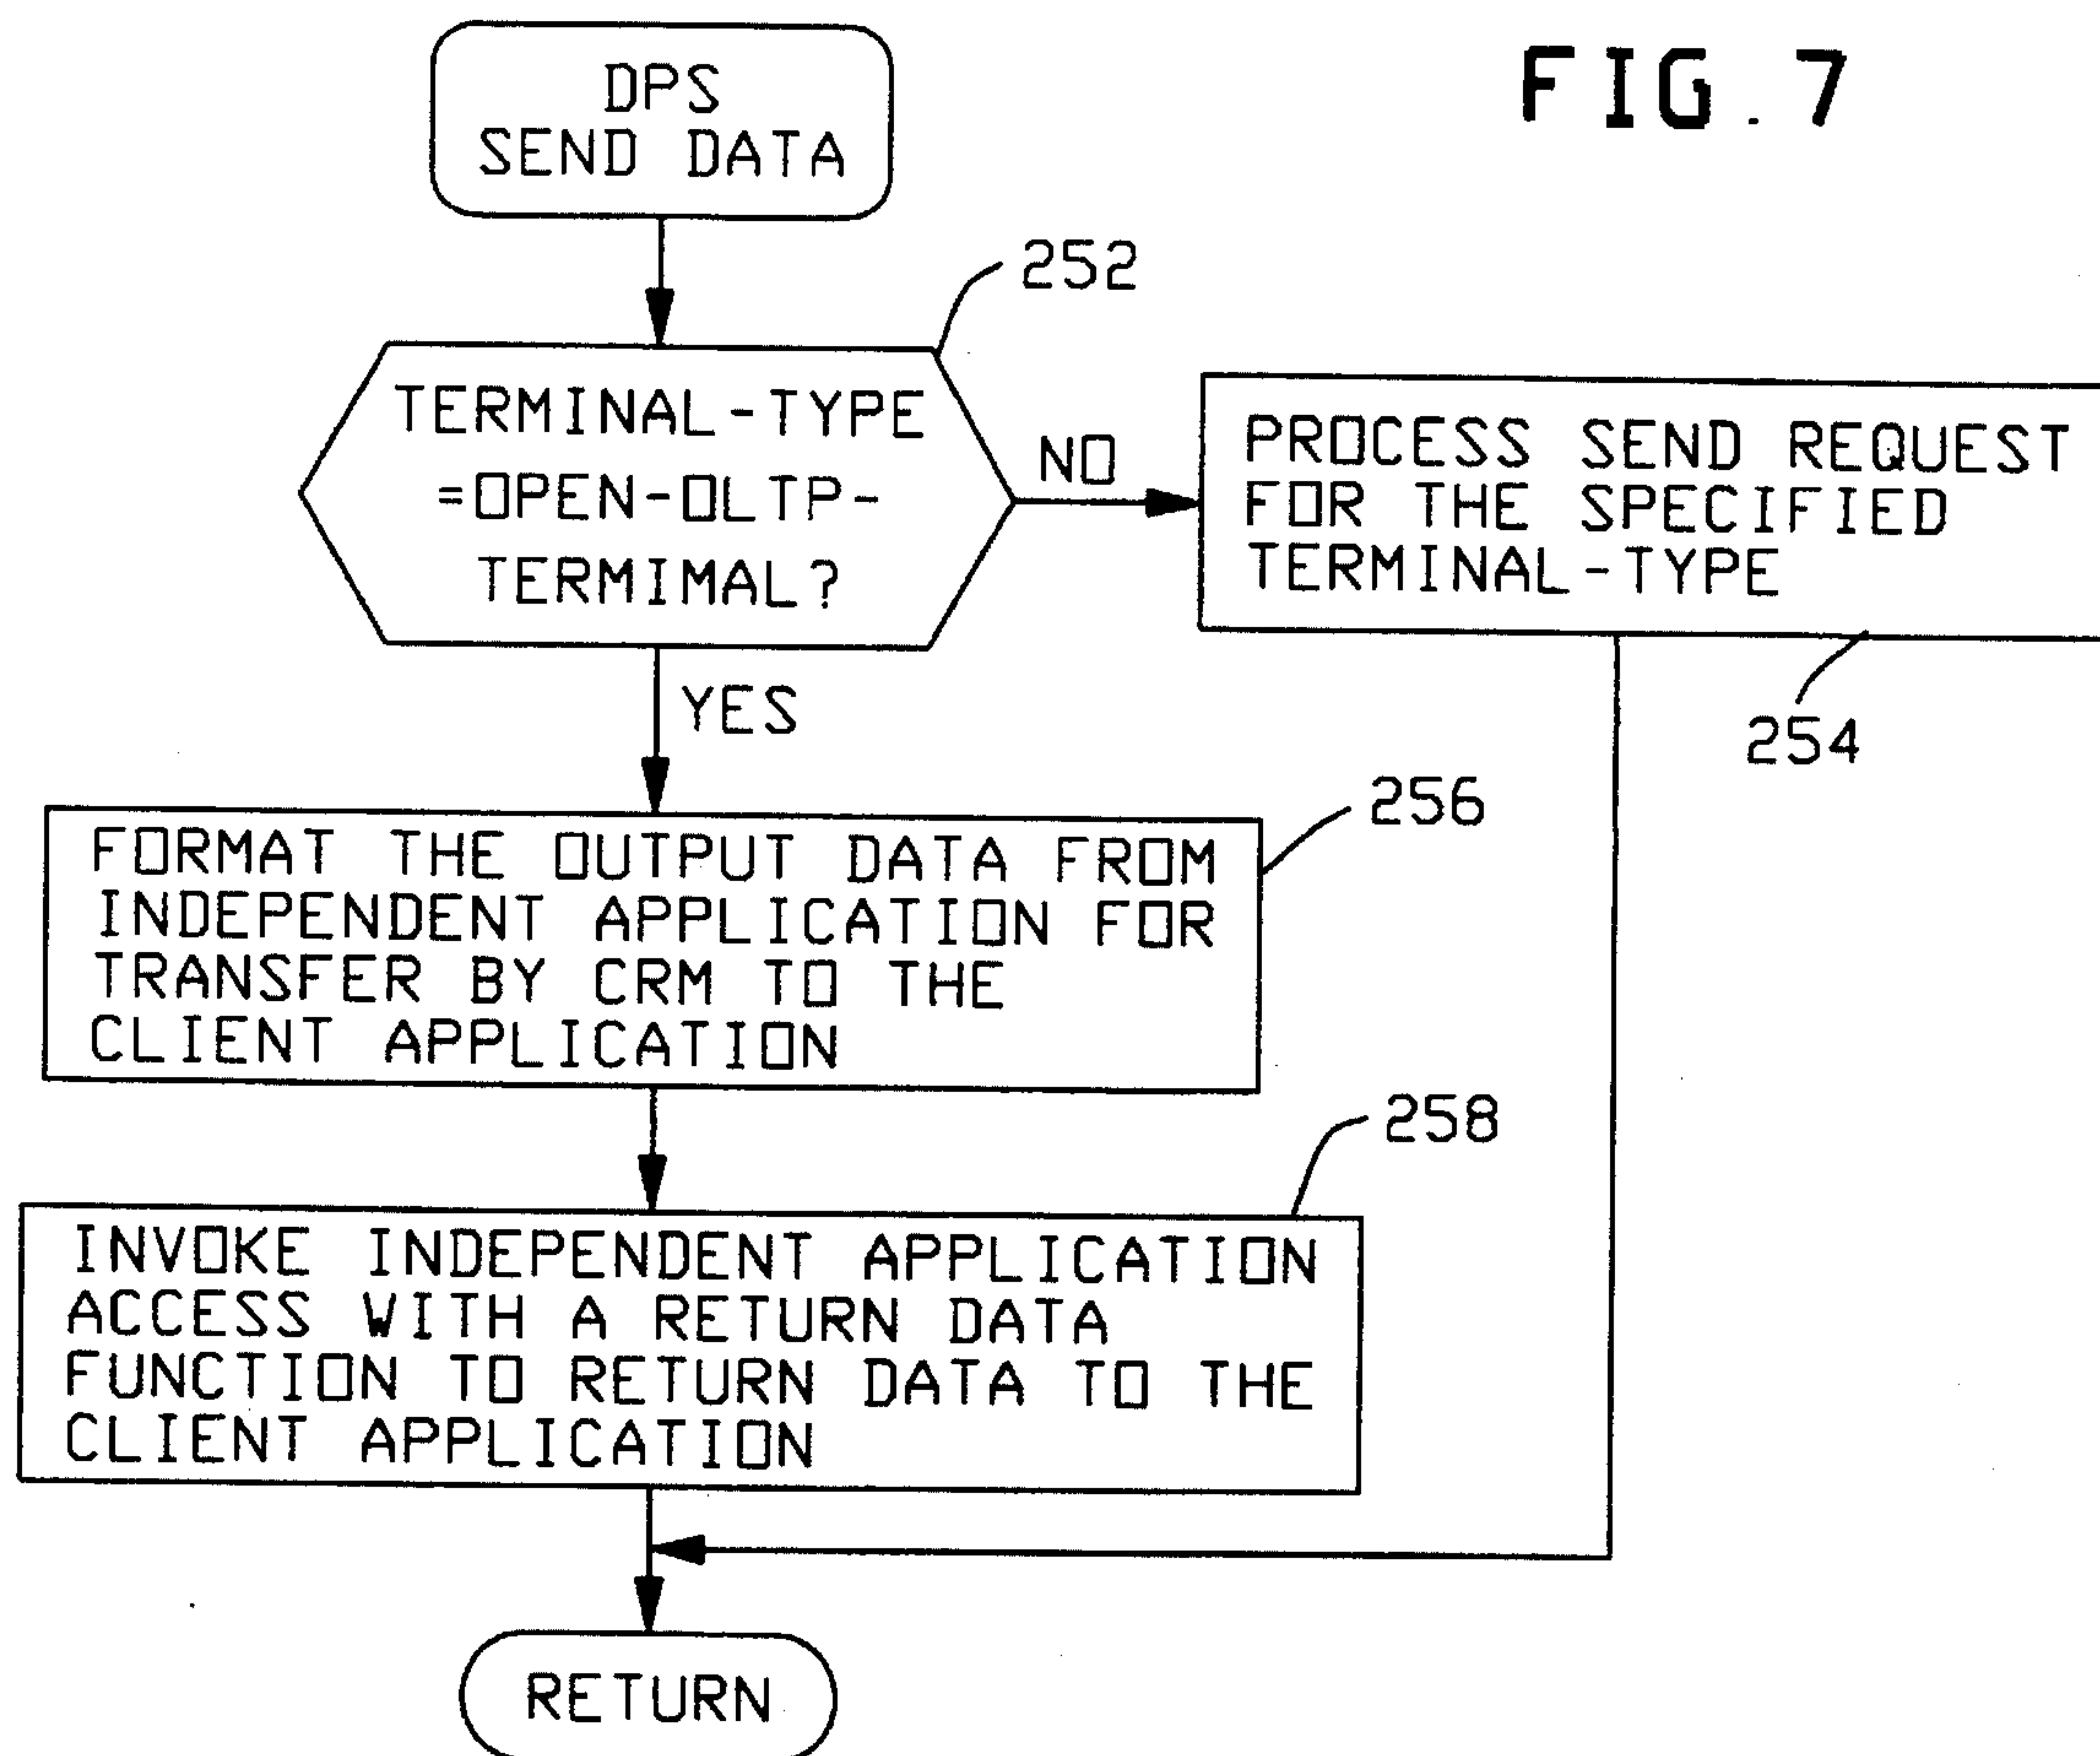 FIG. 7
DPS
SEND DATA
252
TERMINAL-TYPE
=OPEN-OLTP-
TERMIMAL?
NO
PROCESS SEND REQUEST
FOR THE SPECIFIED
TERMINAL-TYPE
254
YES
256
FORMAT THE OUTPUT DATA FROM
INDEPENDENT APPLICATION FOR
TRANSFER BY CRM TO THE
CLIENT APPLICATION
258
INVOKE INDEPENDENT APPLICATION
ACCESS WITH A RETURN DATA
FUNCTION TO RETURN DATA TO THE
CLIENT APPLICATION
RETURN